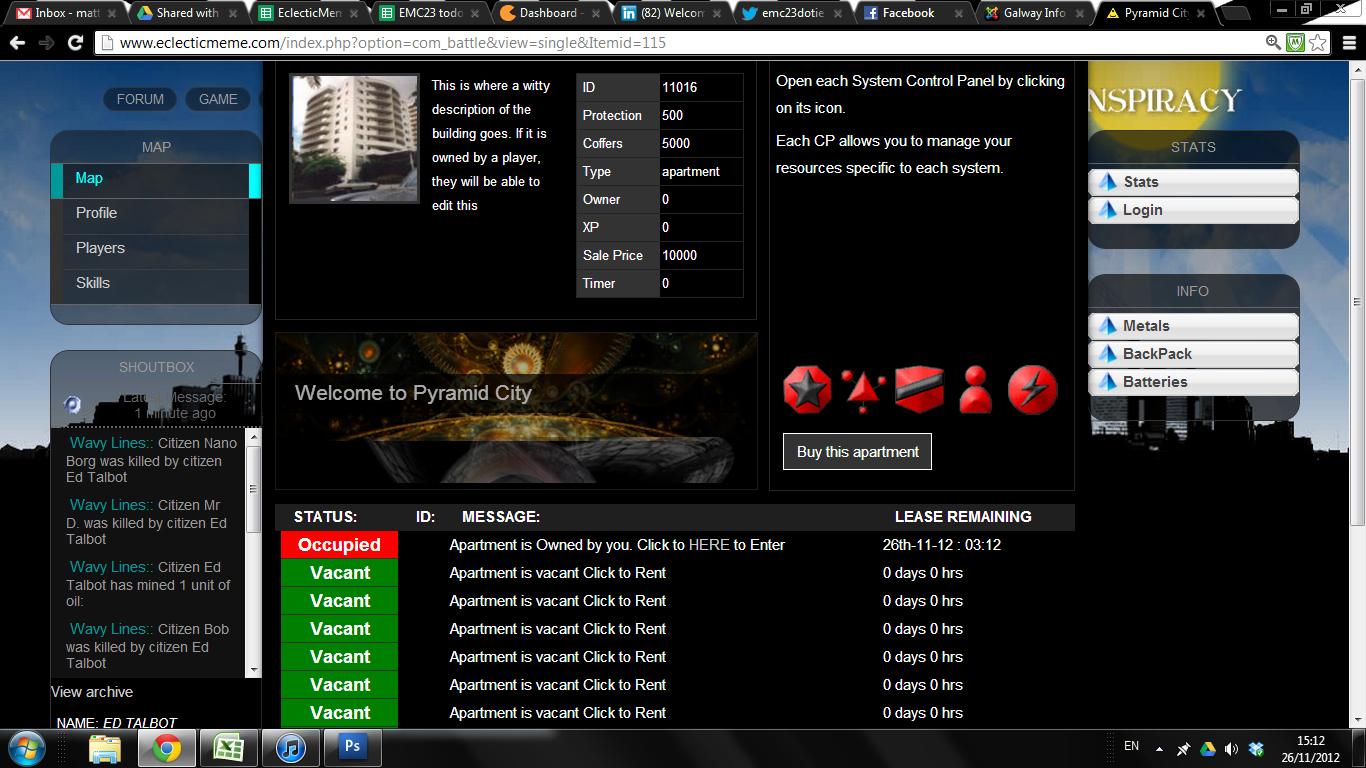 Inbox - matt
Shared with
EclecticMem
EMC23 todo
Dashboard -
(82) Welcom
emc23dotie
Facebook
Galway Info
Pyramid City
www.eclecticmeme.com/index.php?option=com_battle&view=single&Itemid=115
FORUM
GAME
MAP
Map
Profile
Players
Skills
SHOUTBOX
Latest Message:
1 minute ago
Wavy Lines:: Citizen Nano
Borg was killed by citizen
Ed Talbot
Wavy Lines:: Citizen Mr
D. was killed by citizen Ed
Talbot
Wavy Lines:: Citizen Ed
Talbot has mined 1 unit of
oil:
Wavy Lines:: Citizen Bob
was killed by citizen Ed
Talbot
View archive
NAME: ED TALBOT
This is where a witty
description of the
building goes. If it is
owned by a player,
they will be able to
edit this
ID 11016
Protection 500
Coffers 5000
Type apartment
Owner 0
XP 0
Sale Price 10000
Timer 0
Welcome to Pyramid City
Open each System Control Panel by clicking
on its icon.
Each CP allows you to manage your
resources specific to each system.
Buy this apartment
STATUS: ID: MESSAGE: LEASE REMAINING
Occupied Apartment is Owned by you. Click to HERE to Enter 26th-11-12 : 03:12
Vacant Apartment is vacant Click to Rent 0 days 0 hrs
Vacant Apartment is vacant Click to Rent 0 days 0 hrs
Vacant Apartment is vacant Click to Rent 0 days 0 hrs
Vacant Apartment is vacant Click to Rent 0 days 0 hrs
Vacant Apartment is vacant Click to Rent 0 days 0 hrs
Vacant Apartment is vacant Click to Rent 0 days 0 hrs
NSPIRACY
STATS
Stats
Login
INFO
Metals
BackPack
Batteries
Ps
EN
15:12
26/11/2012